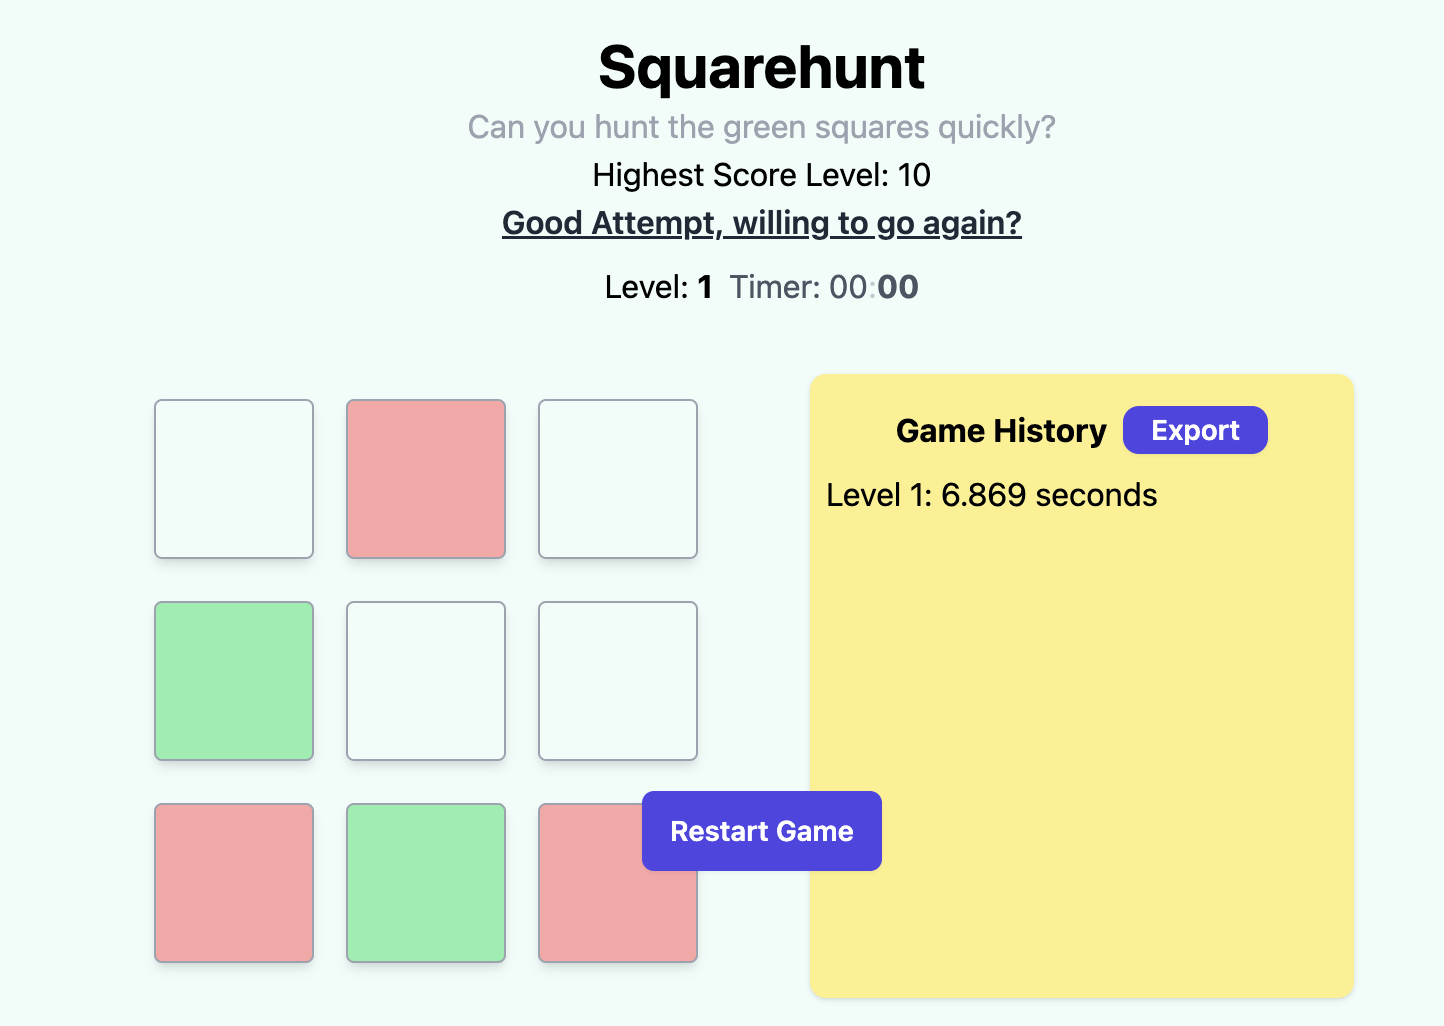 Squarehunt
Can you hunt the green squares quickly?
Highest Score Level: 10
Good Attempt, willing to go again?
Level: 1 Timer: 00:00
Game History Export
Level 1: 6.869 seconds
Restart Game